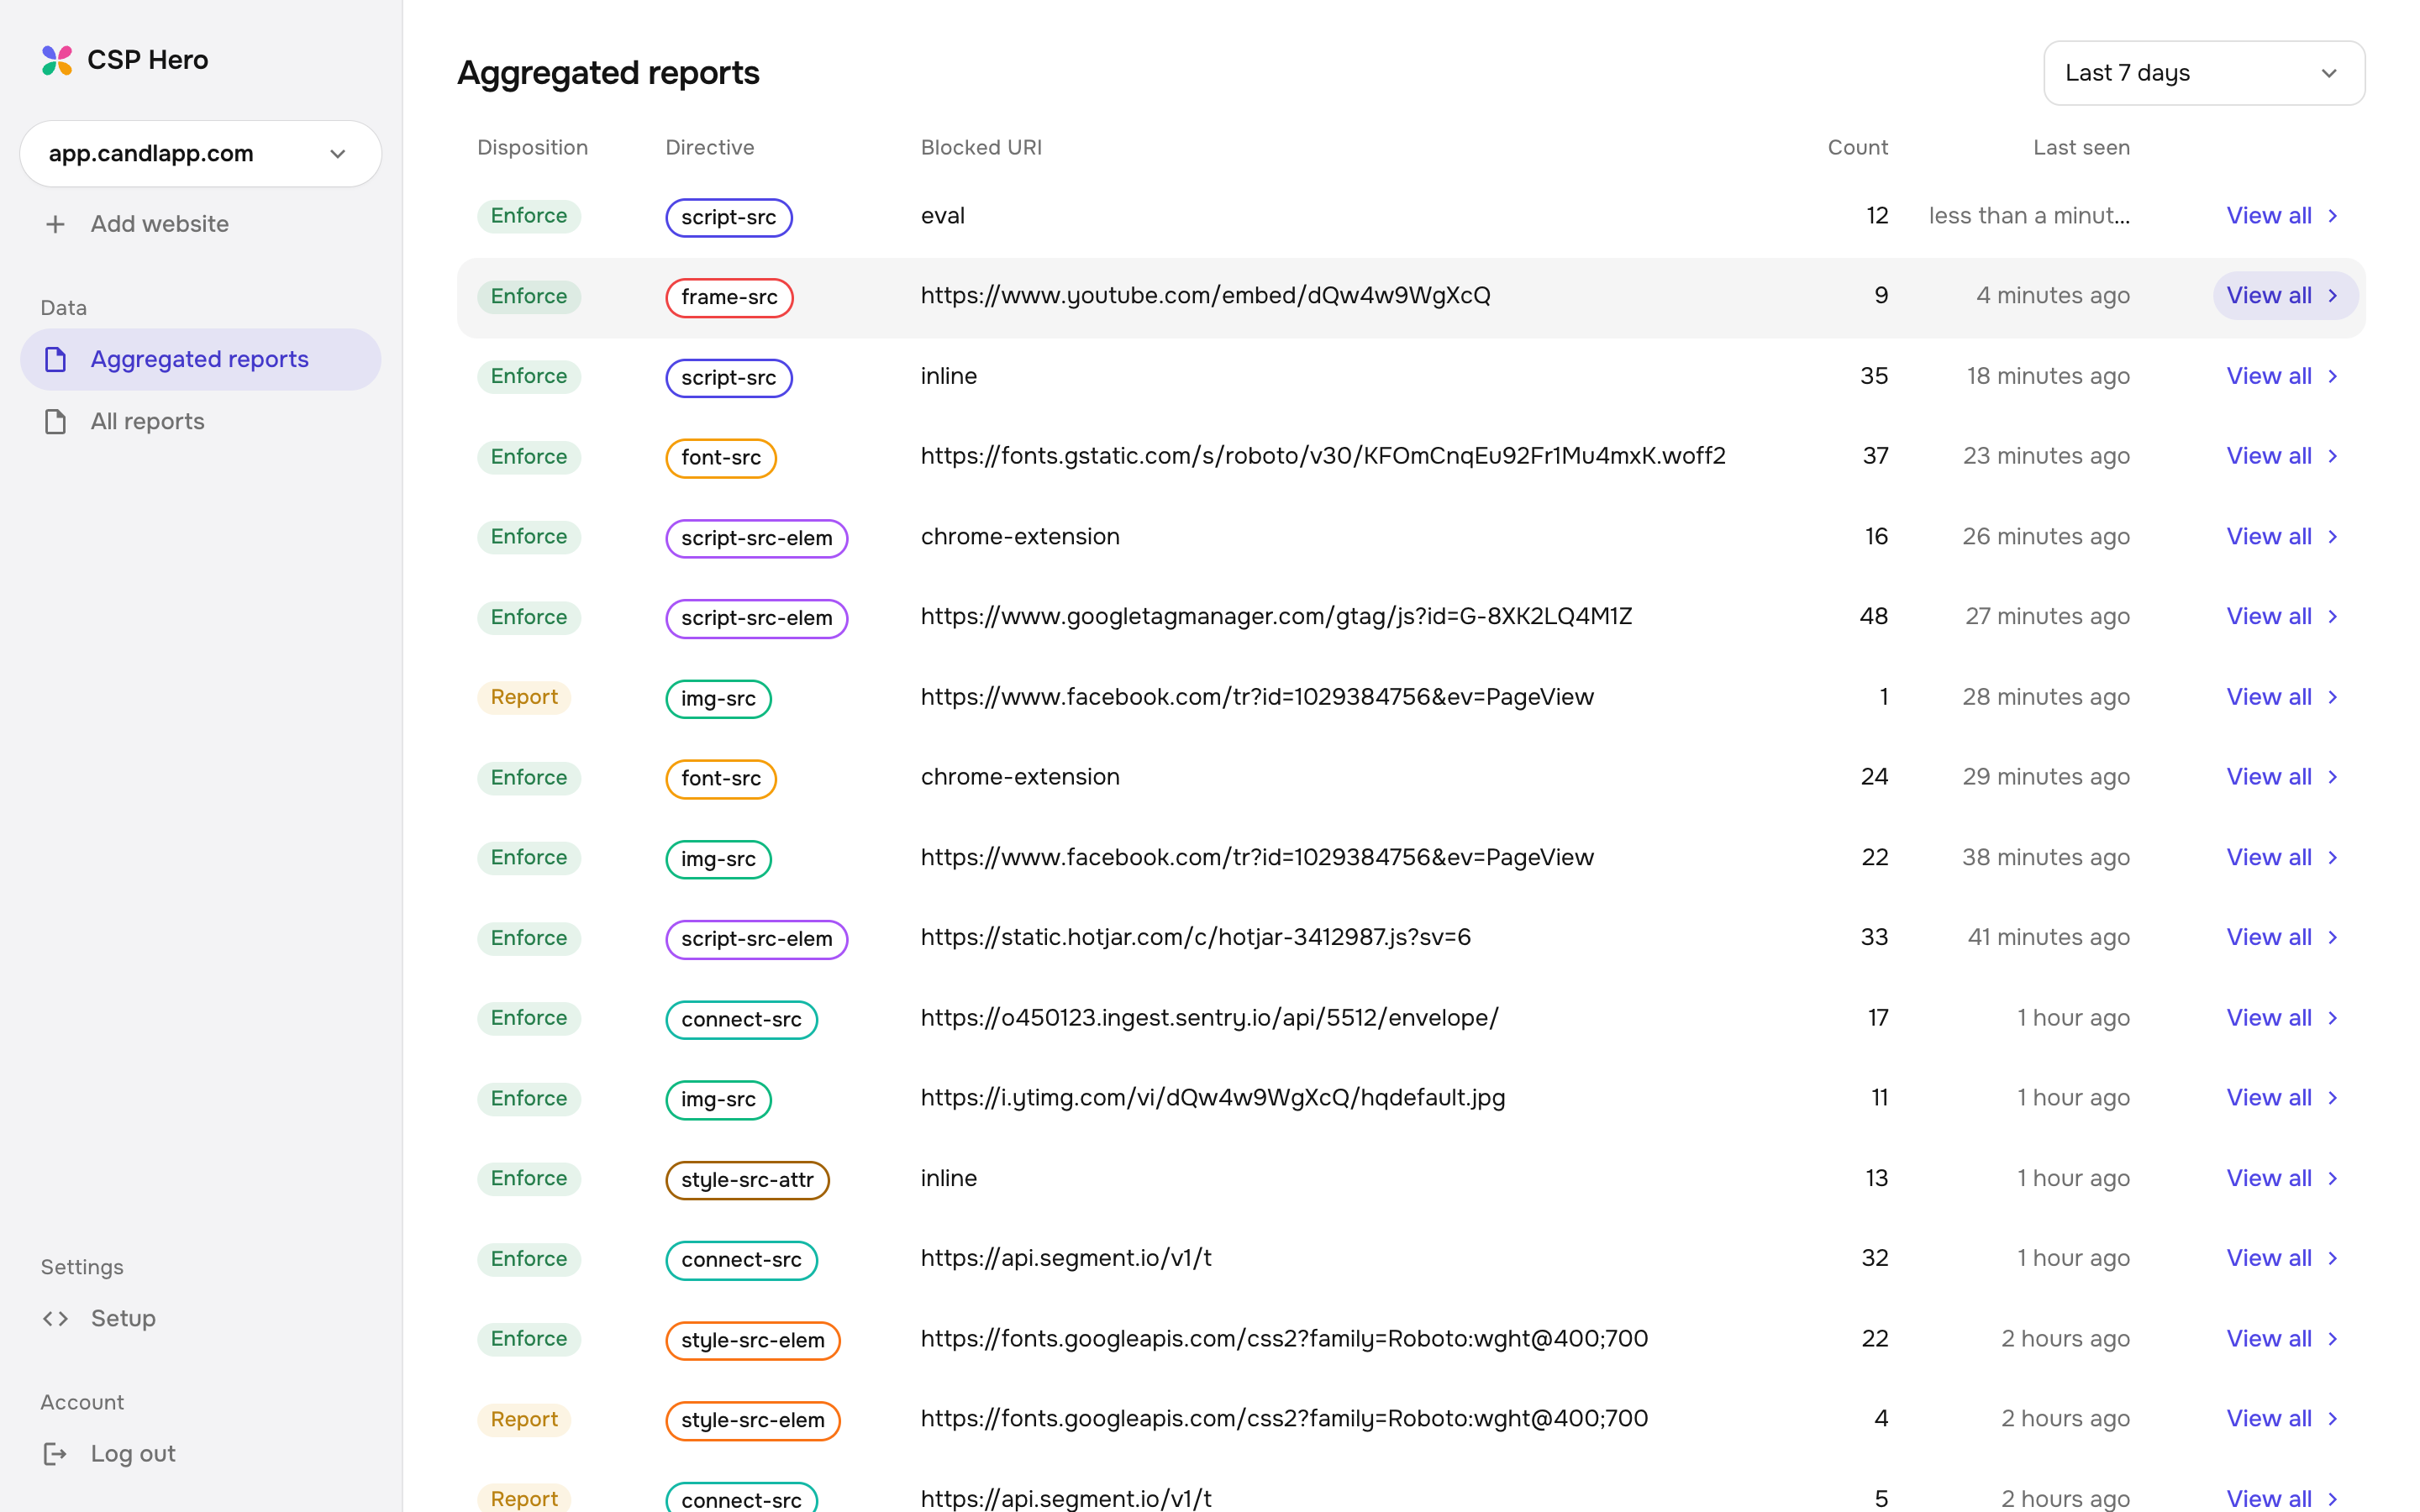 CSP Hero
app.candlapp.com
Add website
Data
Aggregated reports
All reports
Settings
Setup
Account
Log out
Aggregated reports
Last 7 days
Disposition Directive Blocked URI Count Last seen
Enforce script-src eval 12 less than a minut... View all
Enforce frame-src https://www.youtube.com/embed/dQw4w9WgXcQ 9 4 minutes ago View all
Enforce script-src inline 35 18 minutes ago View all
Enforce font-src https://fonts.gstatic.com/s/roboto/v30/KFOmCnqEu92Fr1Mu4mxK.woff2 37 23 minutes ago View all
Enforce script-src-elem chrome-extension 16 26 minutes ago View all
Enforce script-src-elem https://www.googletagmanager.com/gtag/js?id=G-8XK2LQ4M1Z 48 27 minutes ago View all
Report img-src https://www.facebook.com/tr?id=1029384756&ev=PageView 1 28 minutes ago View all
Enforce font-src chrome-extension 24 29 minutes ago View all
Enforce img-src https://www.facebook.com/tr?id=1029384756&ev=PageView 22 38 minutes ago View all
Enforce script-src-elem https://static.hotjar.com/c/hotjar-3412987.js?sv=6 33 41 minutes ago View all
Enforce connect-src https://o450123.ingest.sentry.io/api/5512/envelope/ 17 1 hour ago View all
Enforce img-src https://i.ytimg.com/vi/dQw4w9WgXcQ/hqdefault.jpg 11 1 hour ago View all
Enforce style-src-attr inline 13 1 hour ago View all
Enforce connect-src https://api.segment.io/v1/t 32 1 hour ago View all
Enforce style-src-elem https://fonts.googleapis.com/css2?family=Roboto:wght@400;700 22 2 hours ago View all
Report style-src-elem https://fonts.googleapis.com/css2?family=Roboto:wght@400;700 4 2 hours ago View all
Report connect-src https://api.segment.io/v1/t 5 2 hours ago View all